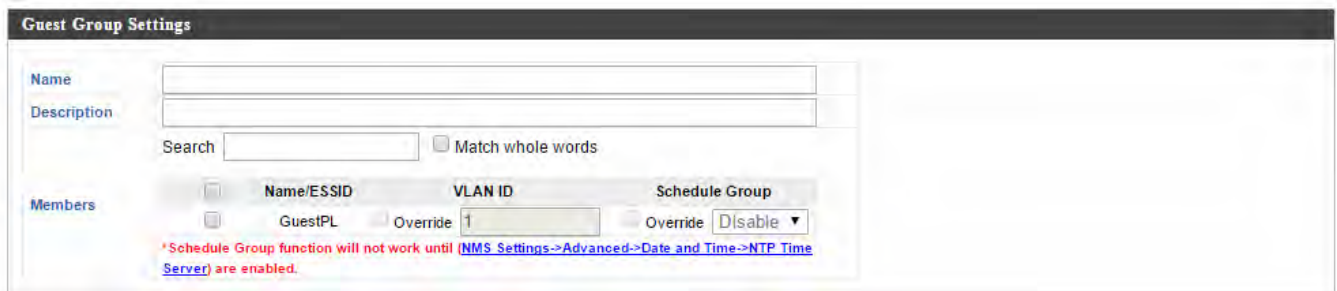 Guest Group Settings
Name
Description
Search Match whole words
Members
Name/ESSID VLAN ID Schedule Group
GuestPL Override 1 Override Disable
*Schedule Group function will not work until (NMS Settings->Advanced->Date and Time->NTP Time
Server) are enabled.